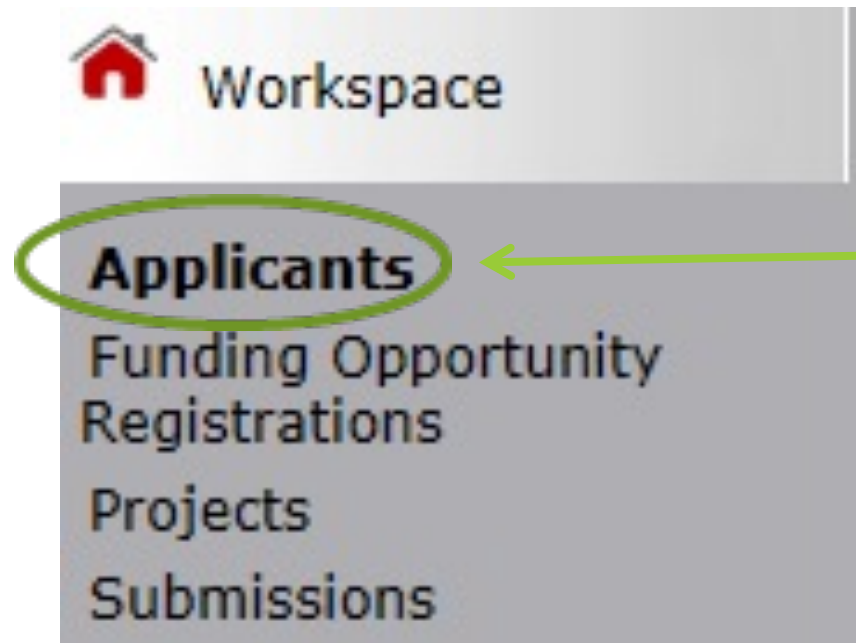 Workspace
Applicants
Funding Opportunity
Registrations
Projects
Submissions